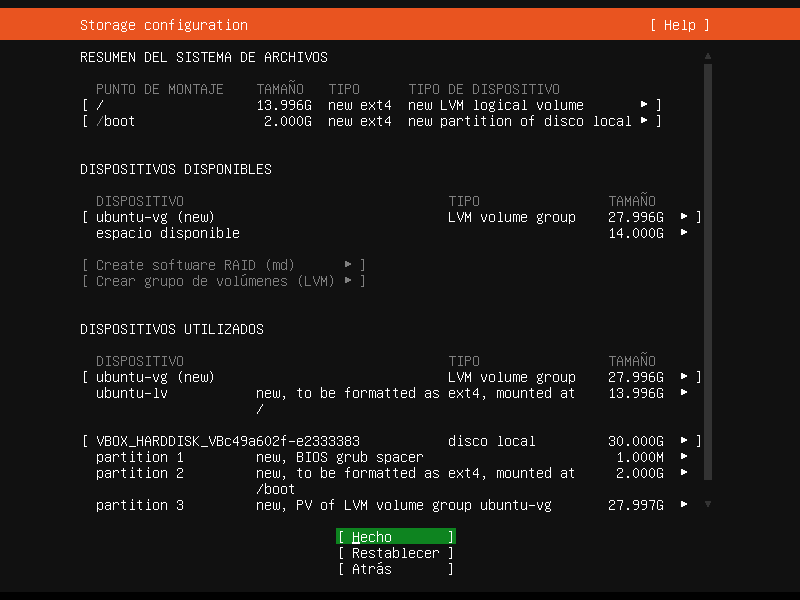 Storage configuration [ Help ]
RESUMEN DEL SISTEMA DE ARCHIVOS
PUNTO DE MONTAJE TAMAÑO TIPO TIPO DE DISPOSITIVO
[ / 13.996G new ext4 new LVM logical volume ▸ ]
[ /boot 2.000G new ext4 new partition of disco local ▸ ]
DISPOSITIVOS DISPONIBLES
DISPOSITIVO TIPO TAMAÑO
[ ubuntu-vg (new) LVM volume group 27.996G ▸ ]
espacio disponible 14.000G ▸
[ Create software RAID (md) ▸ ]
[ Crear grupo de volúmenes (LVM) ▸ ]
DISPOSITIVOS UTILIZADOS
DISPOSITIVO TIPO TAMAÑO
[ ubuntu-vg (new) LVM volume group 27.996G ▸ ]
ubuntu-lv new, to be formatted as ext4, mounted at 13.996G ▸
/
[ VBOX_HARDDISK_VBc49a602f-e2333383 disco local 30.000G ▸ ]
partition 1 new, BIOS grub spacer 1.000M ▸
partition 2 new, to be formatted as ext4, mounted at 2.000G ▸
/boot
partition 3 new, PV of LVM volume group ubuntu-vg 27.997G ▸
[ Hecho ]
[ Restablecer ]
[ Atrás ]